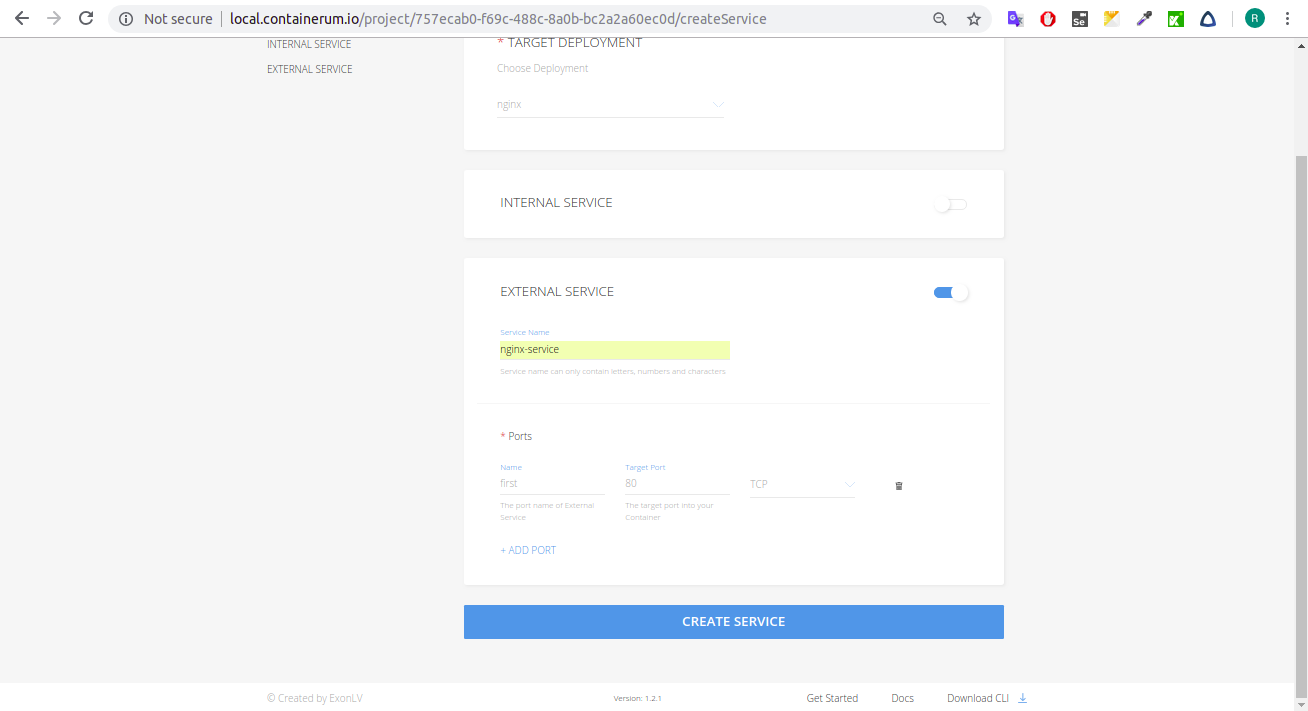 Not secure | local.containerum.io/project/757ecab0-f69c-488c-8a0b-bc2a2a60ec0d/createService
Se
R
INTERNAL SERVICE
EXTERNAL SERVICE
* TARGET DEPLOYMENT
Choose Deployment
nginx
INTERNAL SERVICE
EXTERNAL SERVICE
Service Name
nginx-service
Service name can only contain letters, numbers and characters
* Ports
Name Target Port
first 80 TCP
The port name of External Service
The target port into your Container
+ ADD PORT
CREATE SERVICE
© Created by ExonLV Version: 1.2.1 Get Started Docs Download CLI